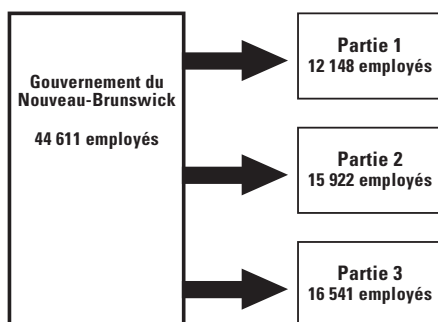 Gouvernement du
Nouveau-Brunswick
44 611 employés
Partie 1
12 148 employés
Partie 2
15 922 employés
Partie 3
16 541 employés